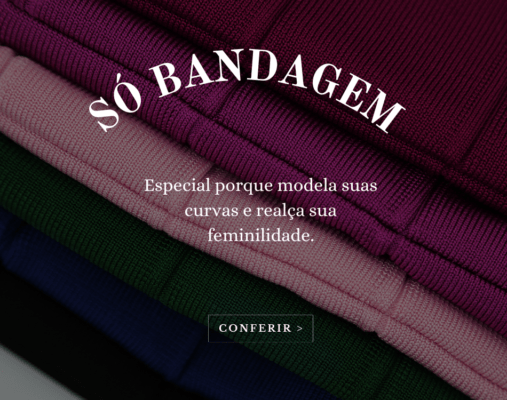 SÓ BANDAGEM
Especial porque modela suas
curvas e realça sua
feminilidade.
CONFERIR >